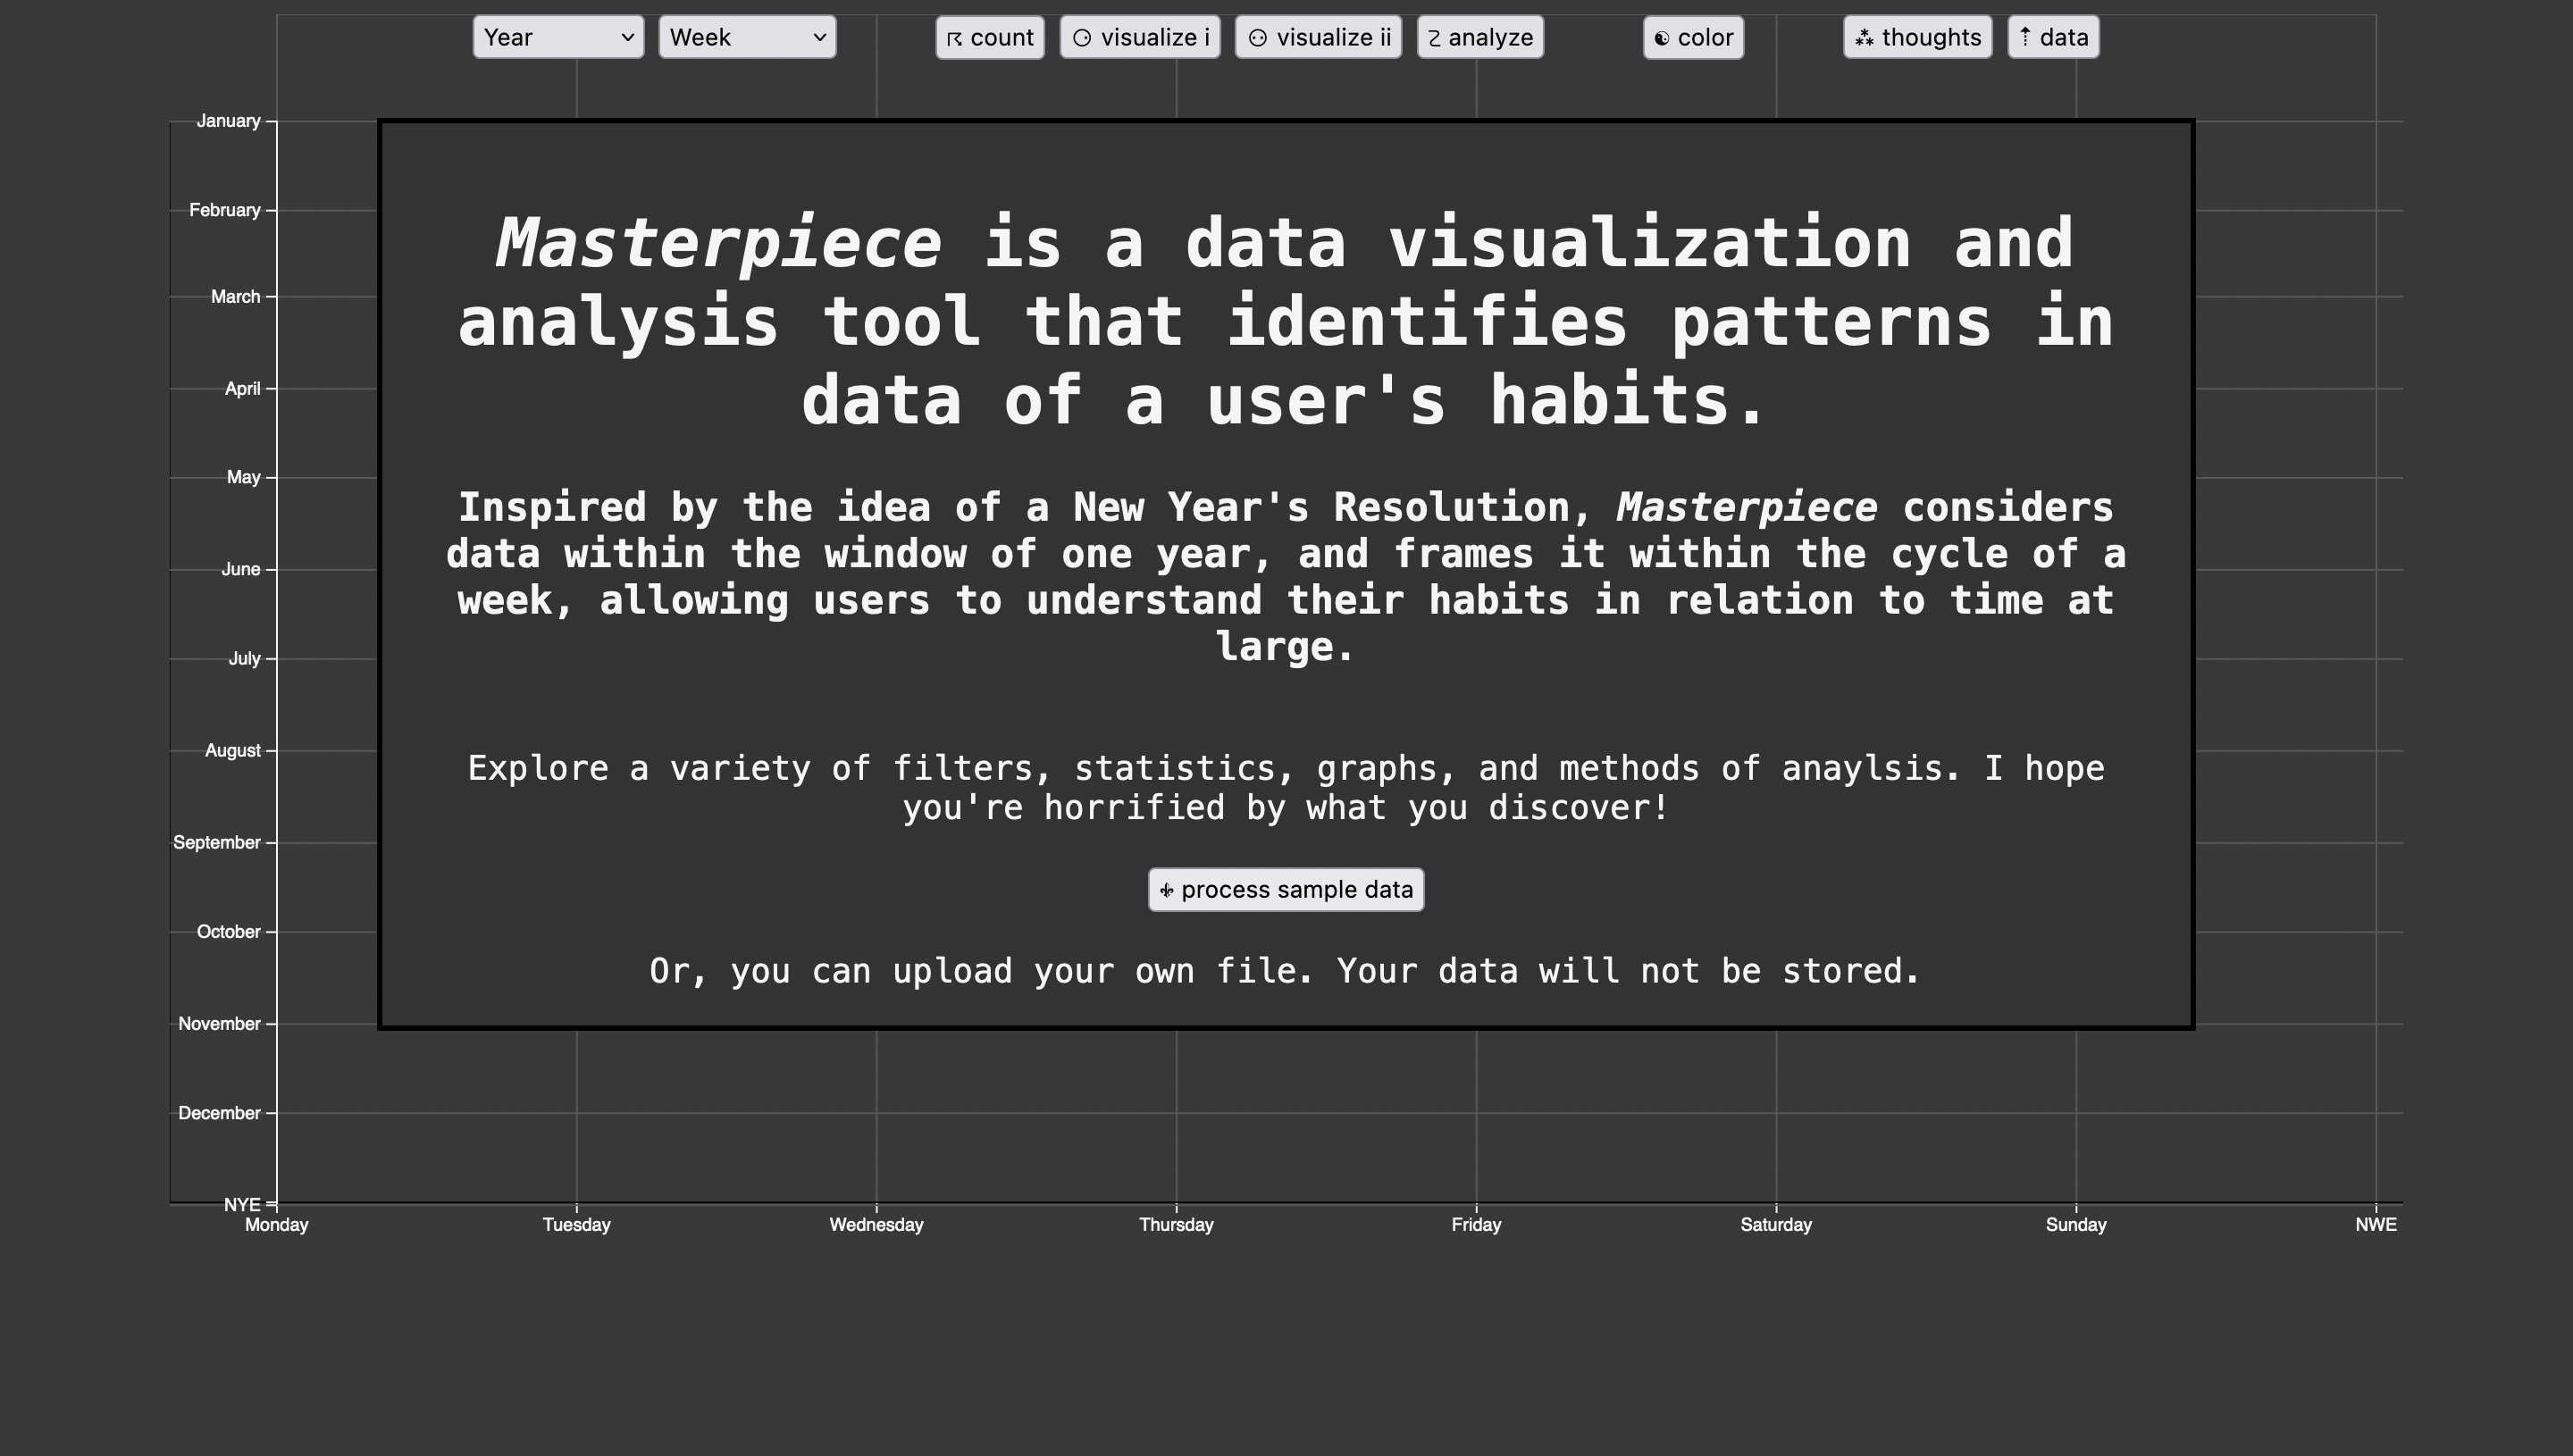 Year Week count visualize i visualize ii analyze color thoughts data
January
February
March
April
May
June
July
August
September
October
November
December
NYE
Masterpiece is a data visualization and
analysis tool that identifies patterns in
data of a user's habits.
Inspired by the idea of a New Year's Resolution, Masterpiece considers
data within the window of one year, and frames it within the cycle of a
week, allowing users to understand their habits in relation to time at
large.
Explore a variety of filters, statistics, graphs, and methods of anaylsis. I hope
you're horrified by what you discover!
process sample data
Or, you can upload your own file. Your data will not be stored.
Monday Tuesday Wednesday Thursday Friday Saturday Sunday NWE